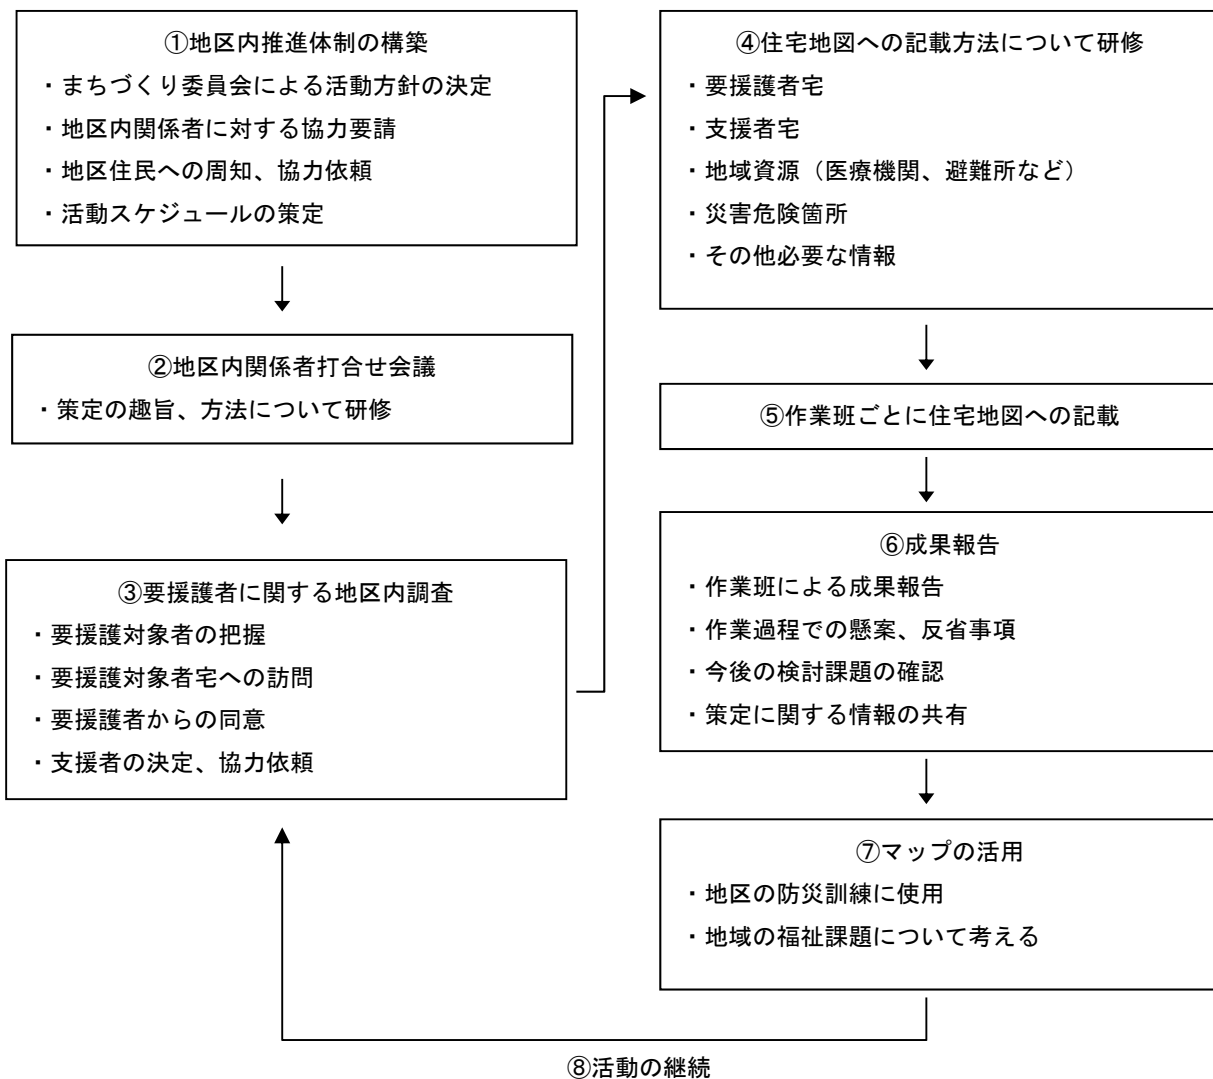 ①地区内推進体制の構築
・まちづくり委員会による活動方針の決定
・地区内関係者に対する協力要請
・地区住民への周知、協力依頼
・活動スケジュールの策定
②地区内関係者打合せ会議
・策定の趣旨、方法について研修
③要援護者に関する地区内調査
・要援護対象者の把握
・要援護対象者宅への訪問
・要援護者からの同意
・支援者の決定、協力依頼
④住宅地図への記載方法について研修
・要援護者宅
・支援者宅
・地域資源（医療機関、避難所など）
・災害危険箇所
・その他必要な情報
⑤作業班ごとに住宅地図への記載
⑥成果報告
・作業班による成果報告
・作業過程での懸案、反省事項
・今後の検討課題の確認
・策定に関する情報の共有
⑦マップの活用
・地区の防災訓練に使用
・地域の福祉課題について考える
⑧活動の継続